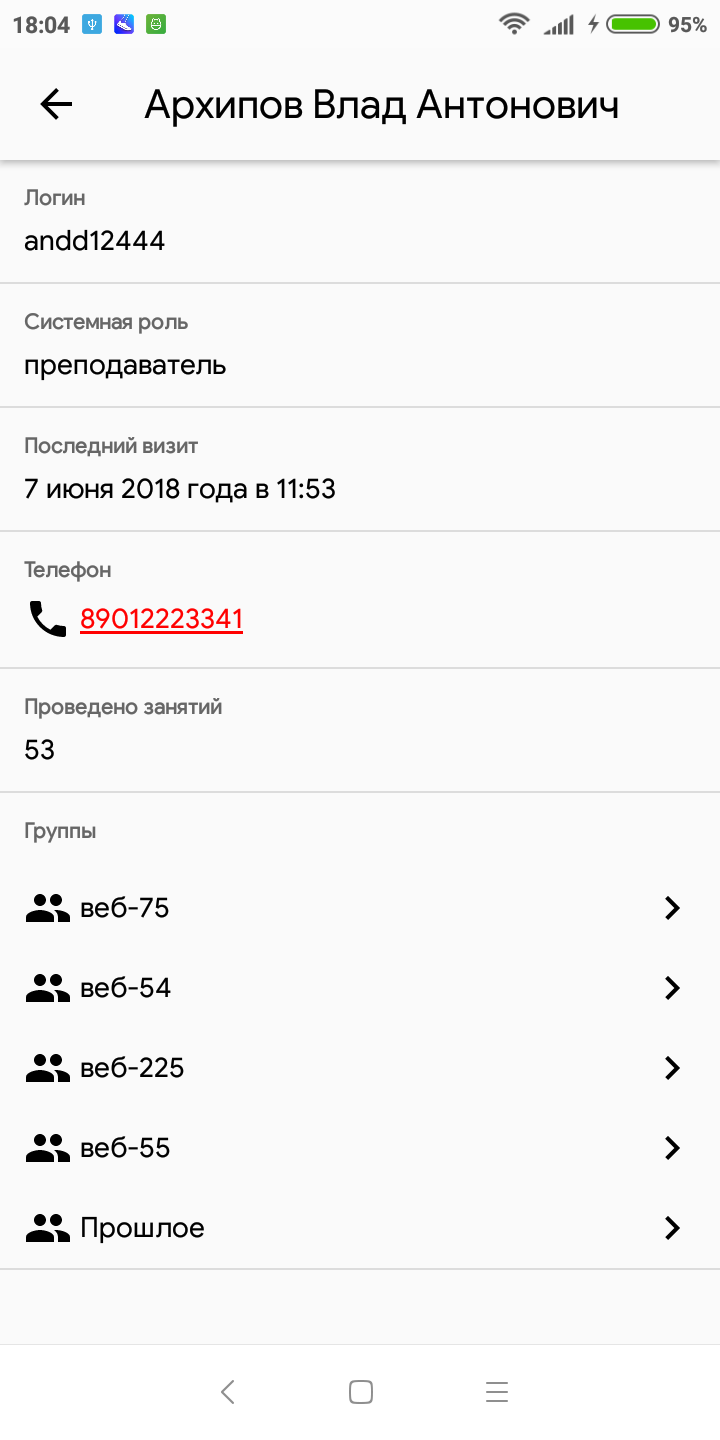 18:04 95%
Архипов Влад Антонович
Логин
andd12444
Системная роль
преподаватель
Последний визит
7 июня 2018 года в 11:53
Телефон
89012223341
Проведено занятий
53
Группы
веб-75
веб-54
веб-225
веб-55
Прошлое